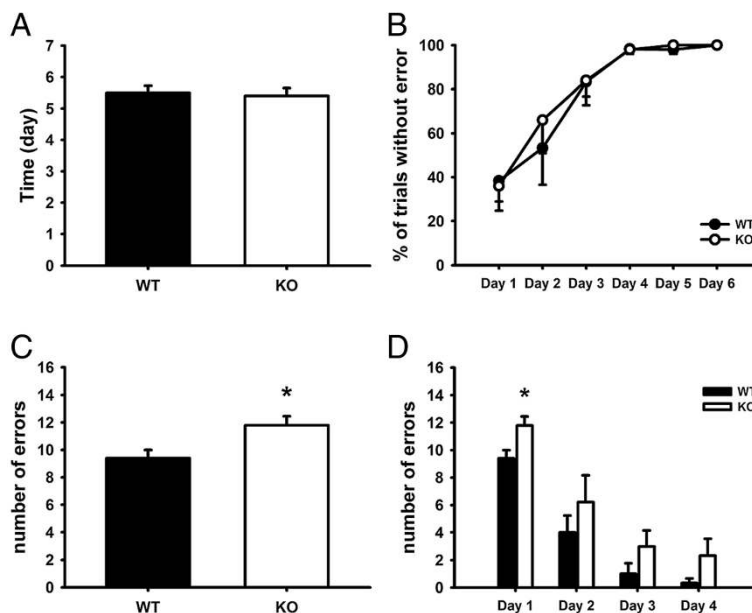 A
7
6
5
4
3
2
1
0
Time (day)
WT
KO
B
100
80
60
40
20
0
% of trials without error
WT
KO
Day 1 Day 2 Day 3 Day 4 Day 5 Day 6
C
16
14
12
10
8
6
4
2
0
number of errors
*
WT
KO
D
16
14
12
10
8
6
4
2
0
number of errors
*
WT
KO
Day 1 Day 2 Day 3 Day 4